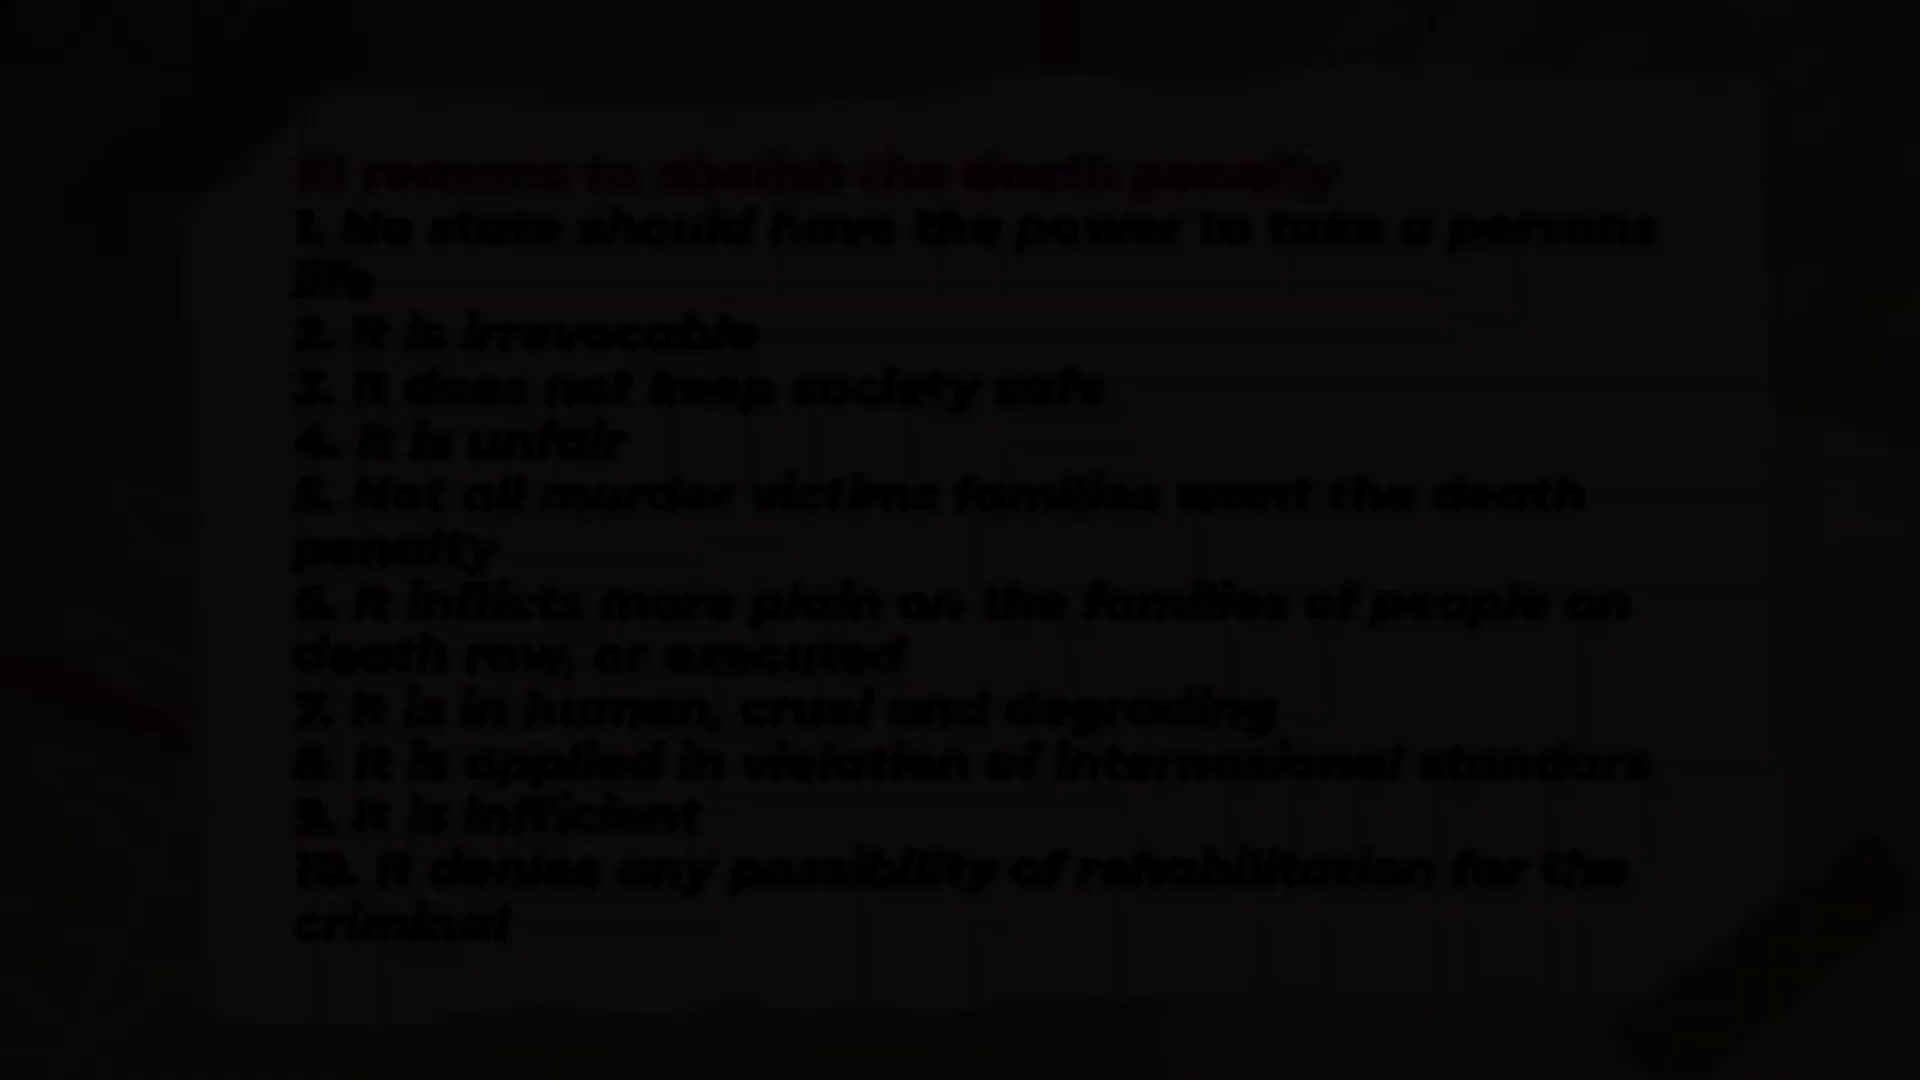 10 reasons to abolish the death penalty
1. No state should have the power to take a persons
life
2. It is irrevocable
3. It does not keep society safe
4. It is unfair
5. Not all murder victims families want the death
penalty
6. It inflicts more plain on the families of people on
death row, or executed
7. It is in human, cruel and degrading
8. It is applied in violation of internasional standars
9. It is infficient
10. It denies any possibility of rehabilitation for the
criminal